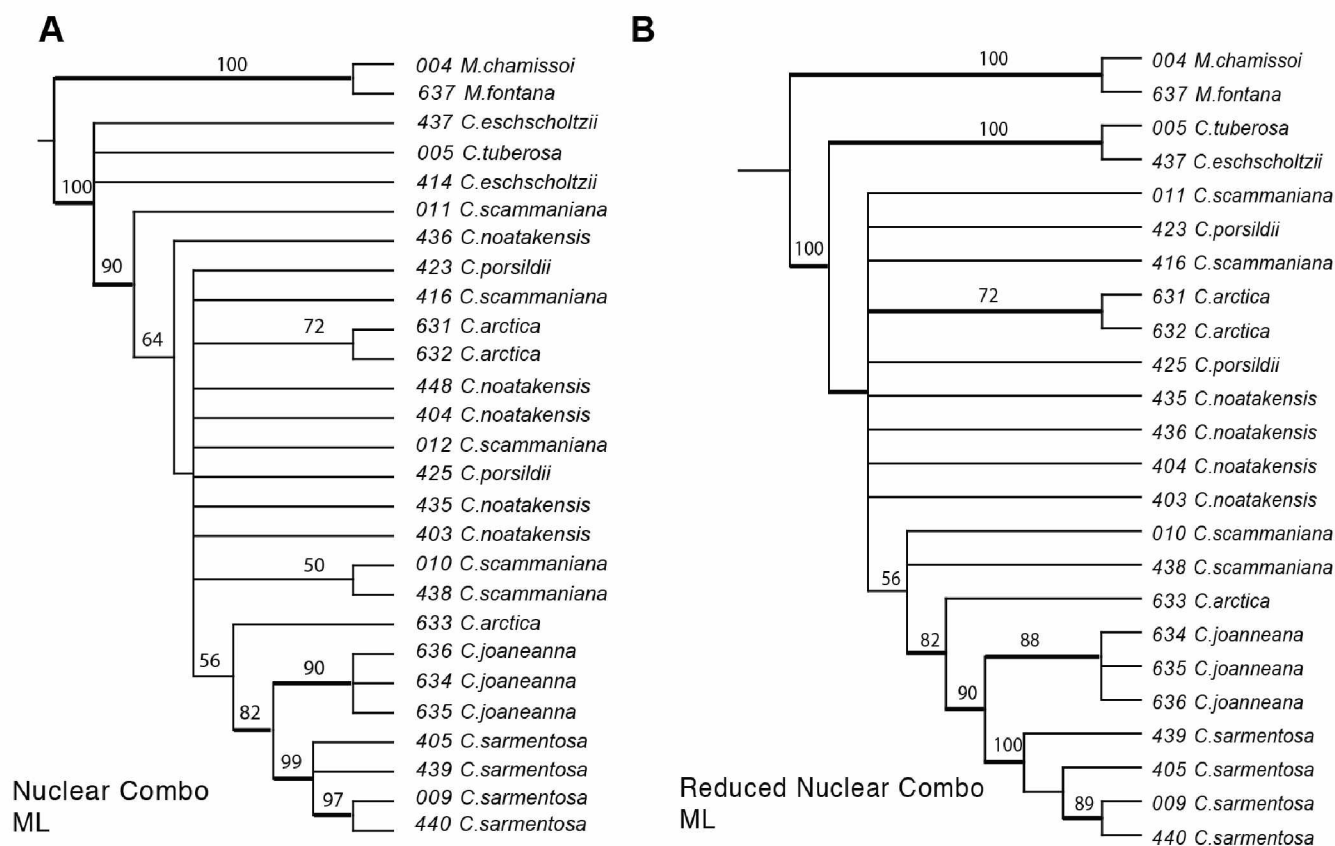 A
100
004 M.chamissoi
637 M.fontana
437 C.eschscholtzii
005 C.tuberosa
100
414 C.eschscholtzii
011 C.scammaniana
436 C.noatakensis
90
423 C.porsildii
416 C.scammaniana
72
631 C.arctica
64
632 C.arctica
448 C.noatakensis
404 C.noatakensis
012 C.scammaniana
425 C.porsildii
435 C.noatakensis
403 C.noatakensis
50
010 C.scammaniana
438 C.scammaniana
633 C.arctica
56
636 C.joaneanna
90
634 C.joaneanna
82
635 C.joaneanna
405 C.sarmentosa
99
439 C.sarmentosa
97
009 C.sarmentosa
440 C.sarmentosa
Nuclear Combo
ML
B
100
004 M.chamissoi
637 M.fontana
100
005 C.tuberosa
437 C.eschscholtzii
011 C.scammaniana
423 C.porsildii
100
416 C.scammaniana
72
631 C.arctica
632 C.arctica
425 C.porsildii
435 C.noatakensis
436 C.noatakensis
404 C.noatakensis
403 C.noatakensis
010 C.scammaniana
56
438 C.scammaniana
633 C.arctica
82
88
634 C.joanneana
635 C.joanneana
90
636 C.joanneana
439 C.sarmentosa
100
405 C.sarmentosa
89
009 C.sarmentosa
440 C.sarmentosa
Reduced Nuclear Combo
ML